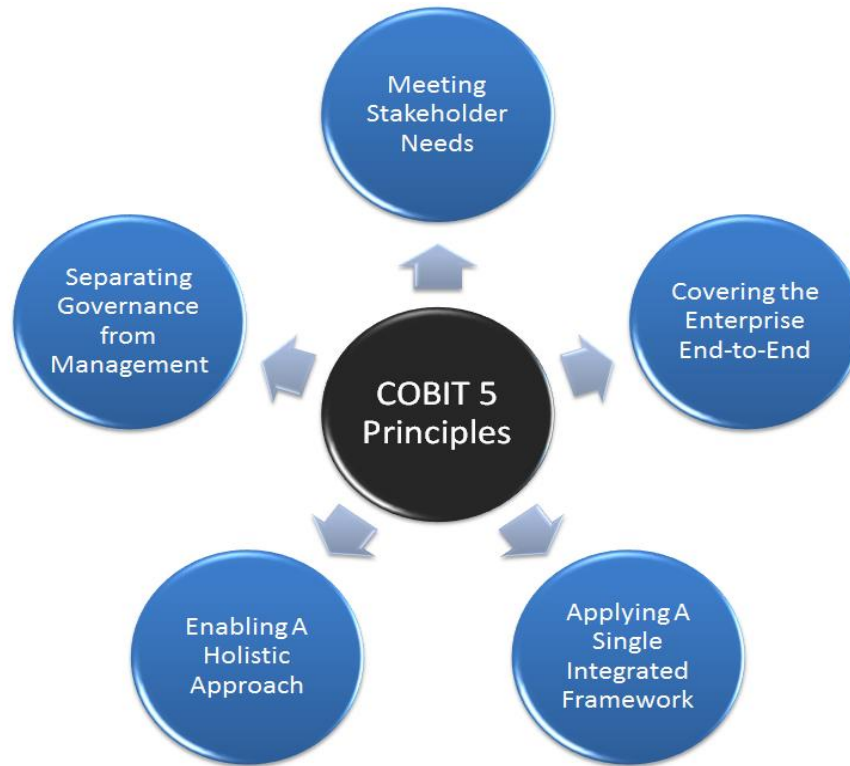 Meeting
Stakeholder
Needs
Separating
Governance
from
Management
Covering the
Enterprise
End-to-End
COBIT 5
Principles
Enabling A
Holistic
Approach
Applying A
Single
Integrated
Framework